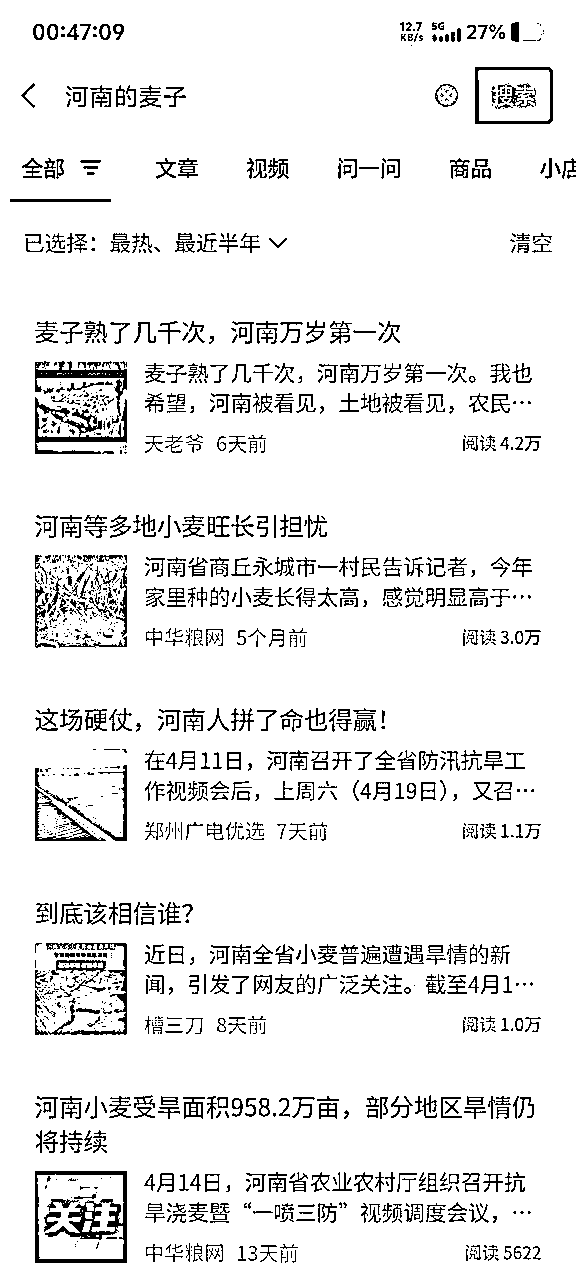 00:47:09
12.7 KB/s 5G 27%
河南的麦子
搜索
全部 文章 视频 问一问 商品 小店
已选择：最热、最近半年 清空
麦子熟了几千次，河南万岁第一次
麦子熟了几千次，河南万岁第一次。我也
希望，河南被看见，土地被看见，农民…
天老爷 6天前 阅读 4.2万
河南等多地小麦旺长引担忧
河南省商丘永城市一村民告诉记者，今年
家里种的小麦长得太高，感觉明显高于…
中华粮网 5个月前 阅读 3.0万
这场硬仗，河南人拼了命也得赢！
在4月11日，河南召开了全省防汛抗旱工
作视频会后，上周六（4月19日），又召…
郑州广电优选 7天前 阅读 1.1万
到底该相信谁？
近日，河南全省小麦普遍遭遇旱情的新
闻，引发了网友的广泛关注。截至4月1…
槽三刀 8天前 阅读 1.0万
河南小麦受旱面积958.2万亩，部分地区旱情仍
将持续
4月14日，河南省农业农村厅组织召开抗
旱浇麦暨“一喷三防”视频调度会议，…
关注
中华粮网 13天前 阅读 5622